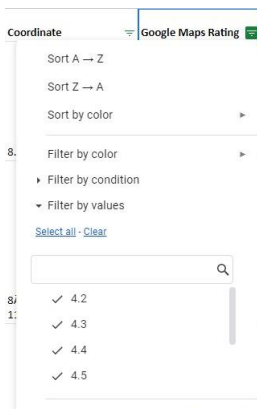 Coordinate Google Maps Rating
Sort A → Z
Sort Z → A
Sort by color
8.
Filter by color
Filter by condition
Filter by values
Select all - Clear
4.2
4.3
4.4
4.5